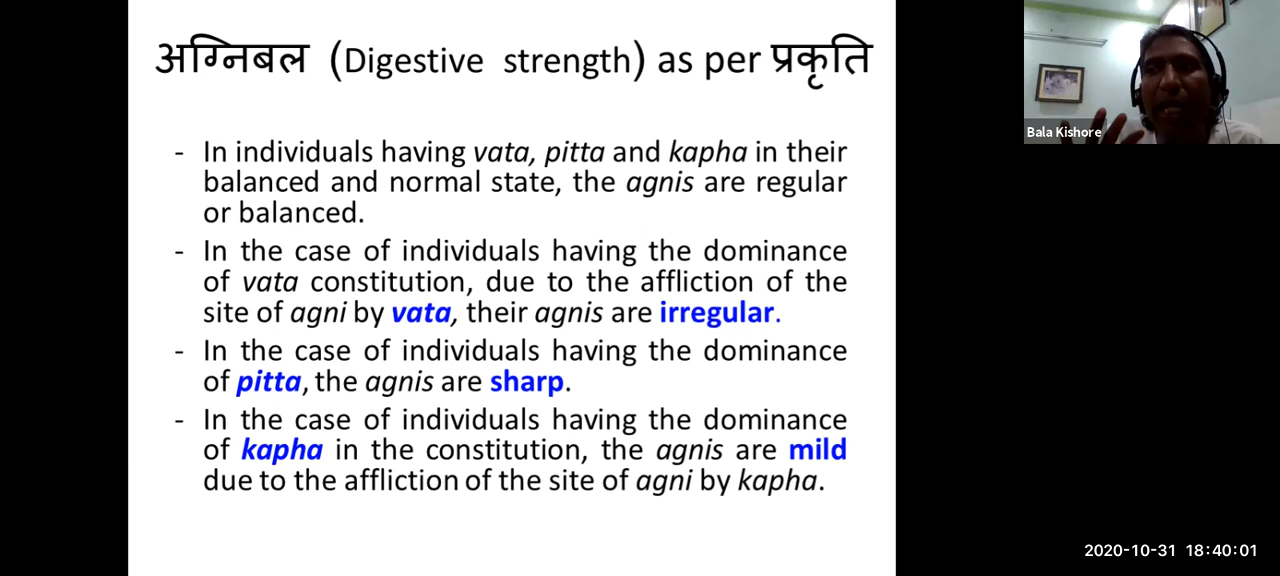 अग्निबल (Digestive strength) as per प्रकृति
- In individuals having vata, pitta and kapha in their
balanced and normal state, the agnis are regular
or balanced.
- In the case of individuals having the dominance
of vata constitution, due to the affliction of the
site of agni by vata, their agnis are irregular.
- In the case of individuals having the dominance
of pitta, the agnis are sharp.
- In the case of individuals having the dominance
of kapha in the constitution, the agnis are mild
due to the affliction of the site of agni by kapha.
Bala Kishore
2020-10-31 18:40:01